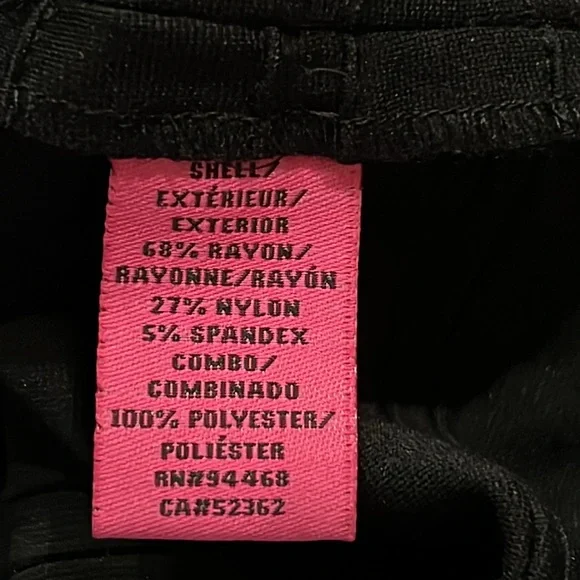 SHELL/
EXTÉRIEUR/
EXTERIOR
68% RAYON/
RAYONNE/RAYÓN
27% NYLON
5% SPANDEX
COMBO/
COMBINADO
100% POLYESTER/
POLIÉSTER
RN#94468
CA#52362